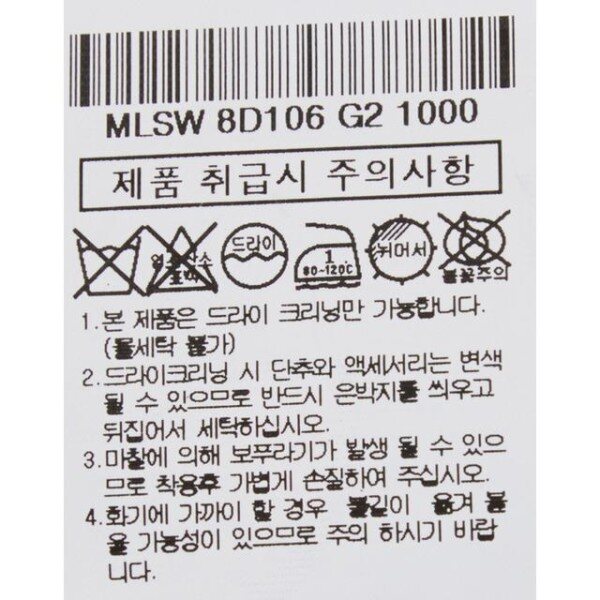 MLSW 8D106 G2 1000
제품 취급시 주의사항
염소산소 드라이 1 뉘어서
표백 80-120C 불꽃주의
1.본 제품은 드라이 크리닝만 가능합니다.
(물세탁 불가)
2.드라이크리닝 시 단추와 액세서리는 변색
될 수 있으므로 반드시 은박지를 씌우고
뒤집어서 세탁하십시오.
3.마찰에 의해 보푸라기가 발생 될 수 있으
므로 착용후 가볍게 손질하여 주십시오.
4.화기에 가까이 할 경우 불길이 옮겨 붙
을 가능성이 있으므로 주의 하시기 바랍
니다.